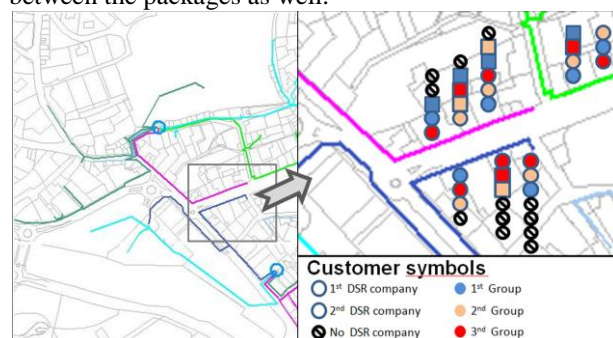 between the packages as well.
Customer symbols
1st DSR company
1st Group
2nd DSR company
2nd Group
No DSR company
3nd Group